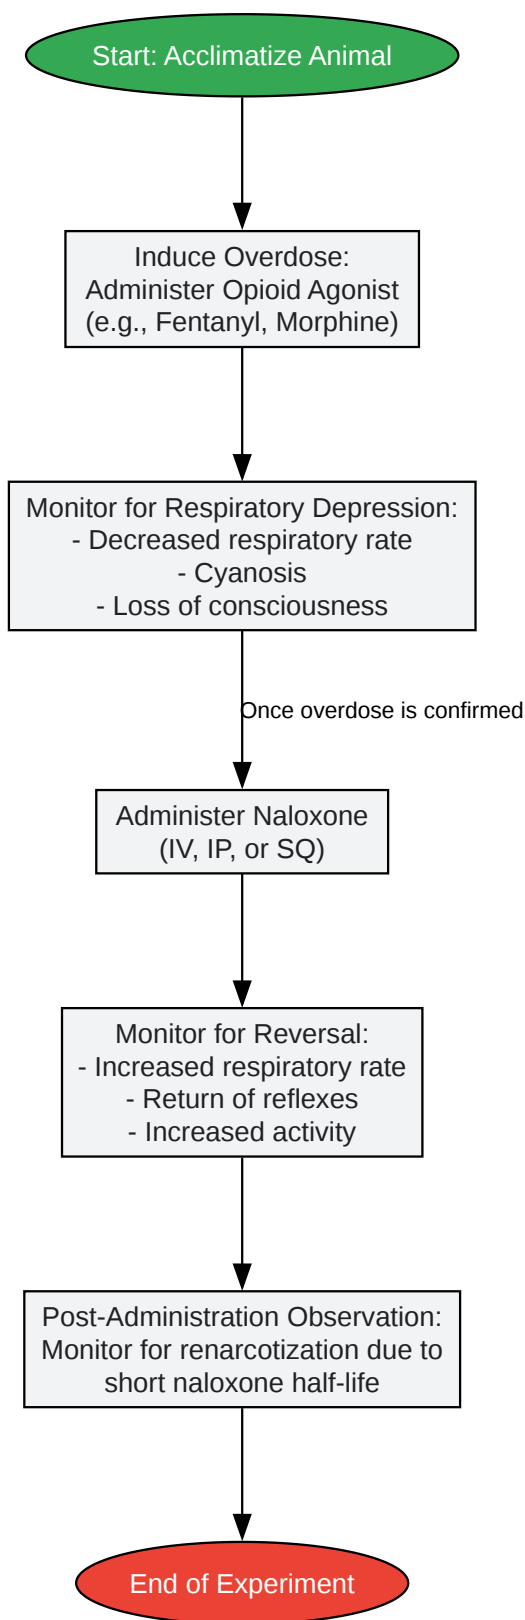 Start: Acclimatize Animal
Induce Overdose:
Administer Opioid Agonist
(e.g., Fentanyl, Morphine)
Monitor for Respiratory Depression:
- Decreased respiratory rate
- Cyanosis
- Loss of consciousness
Once overdose is confirmed
Administer Naloxone
(IV, IP, or SQ)
Monitor for Reversal:
- Increased respiratory rate
- Return of reflexes
- Increased activity
Post-Administration Observation:
Monitor for renarcotization due to
short naloxone half-life
End of Experiment